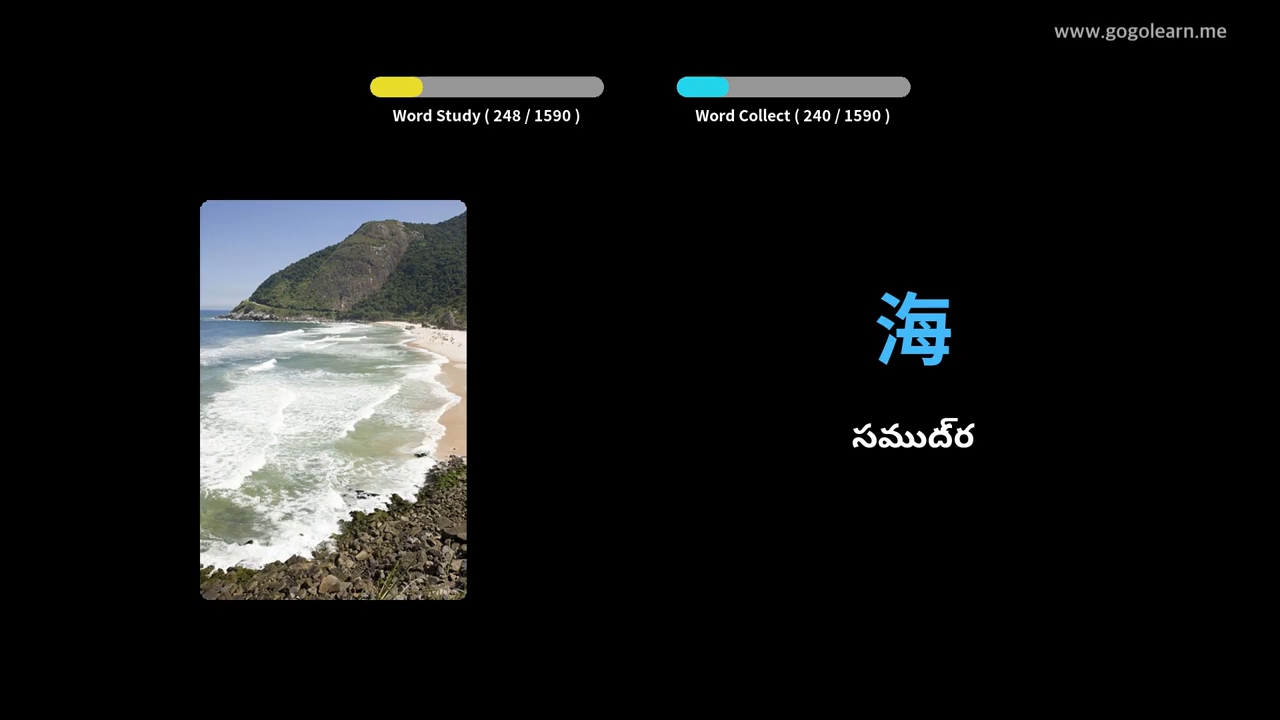 www.gogolearn.me
Word Study ( 248 / 1590 )
Word Collect ( 240 / 1590 )
海
సముద్ర